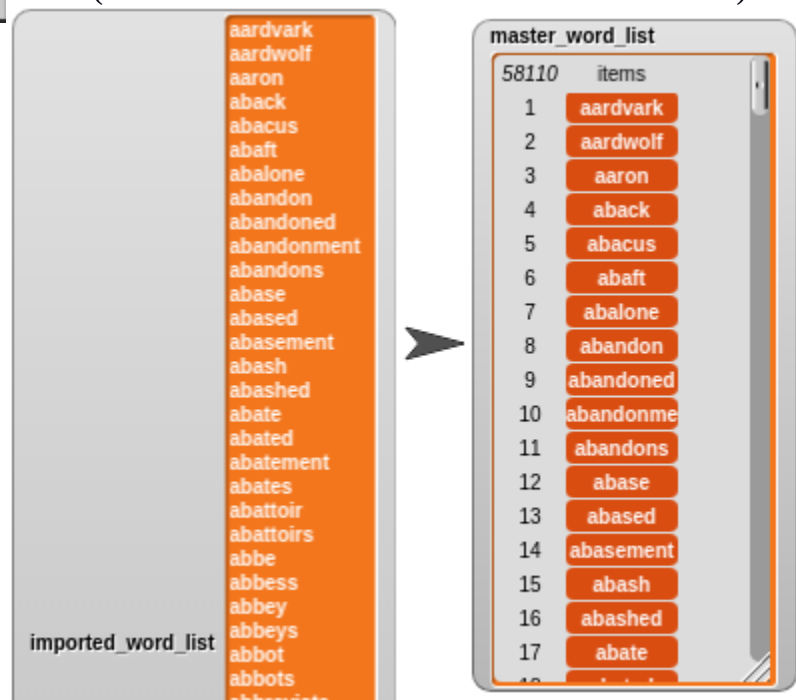 aardvark
aardwolf
aaron
aback
abacus
abaft
abalone
abandon
abandoned
abandonment
abandons
abase
based
abasement
abash
abashed
abate
abated
abatement
abates
abattoir
abattoirs
abbe
abbess
abbey
abbeys
abbot
abbots
imported_word_list
master_word_list
58110 items
1 aardvark
2 aardwolf
3 aaron
4 aback
5 abacus
6 abaft
7 abalone
8 abandon
9 abandoned
10 abandonme
11 abandons
12 abase
13 abased
14 abasement
15 abash
16 abashed
17 abate